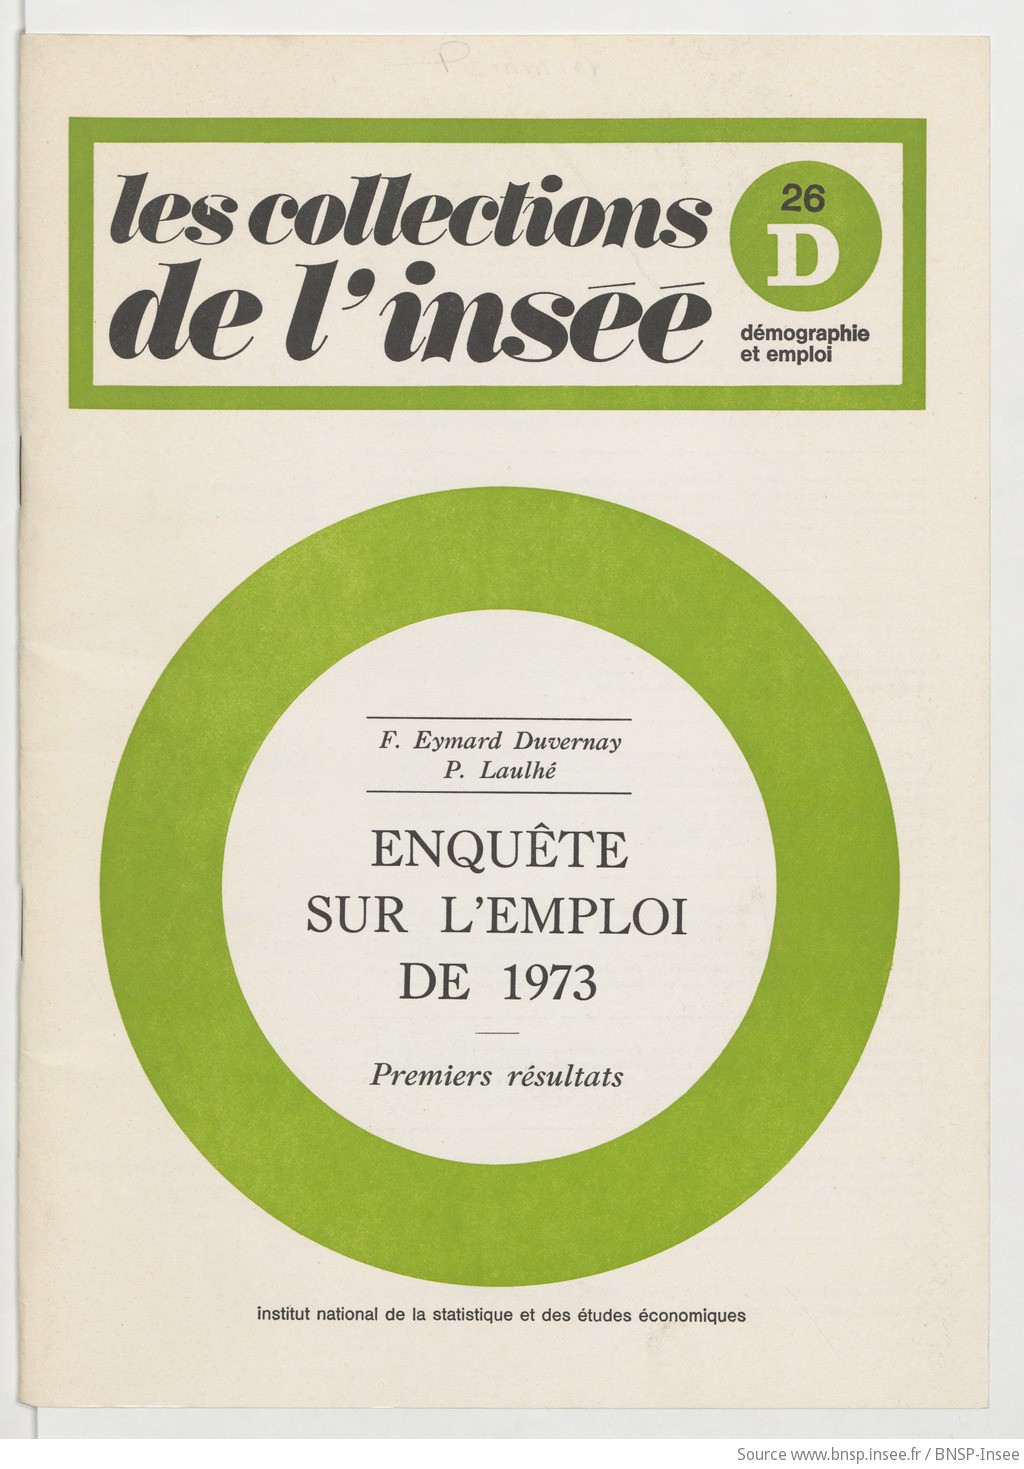 les collections
de l'inséé
26
D
démographie
et emploi
F. Eymard Duvernay
P. Laulhé
ENQUÊTE
SUR L'EMPLOI
DE 1973
Premiers résultats
institut national de la statistique et des études économiques
Source www.bnsp.insee.fr / BNSP-Insee